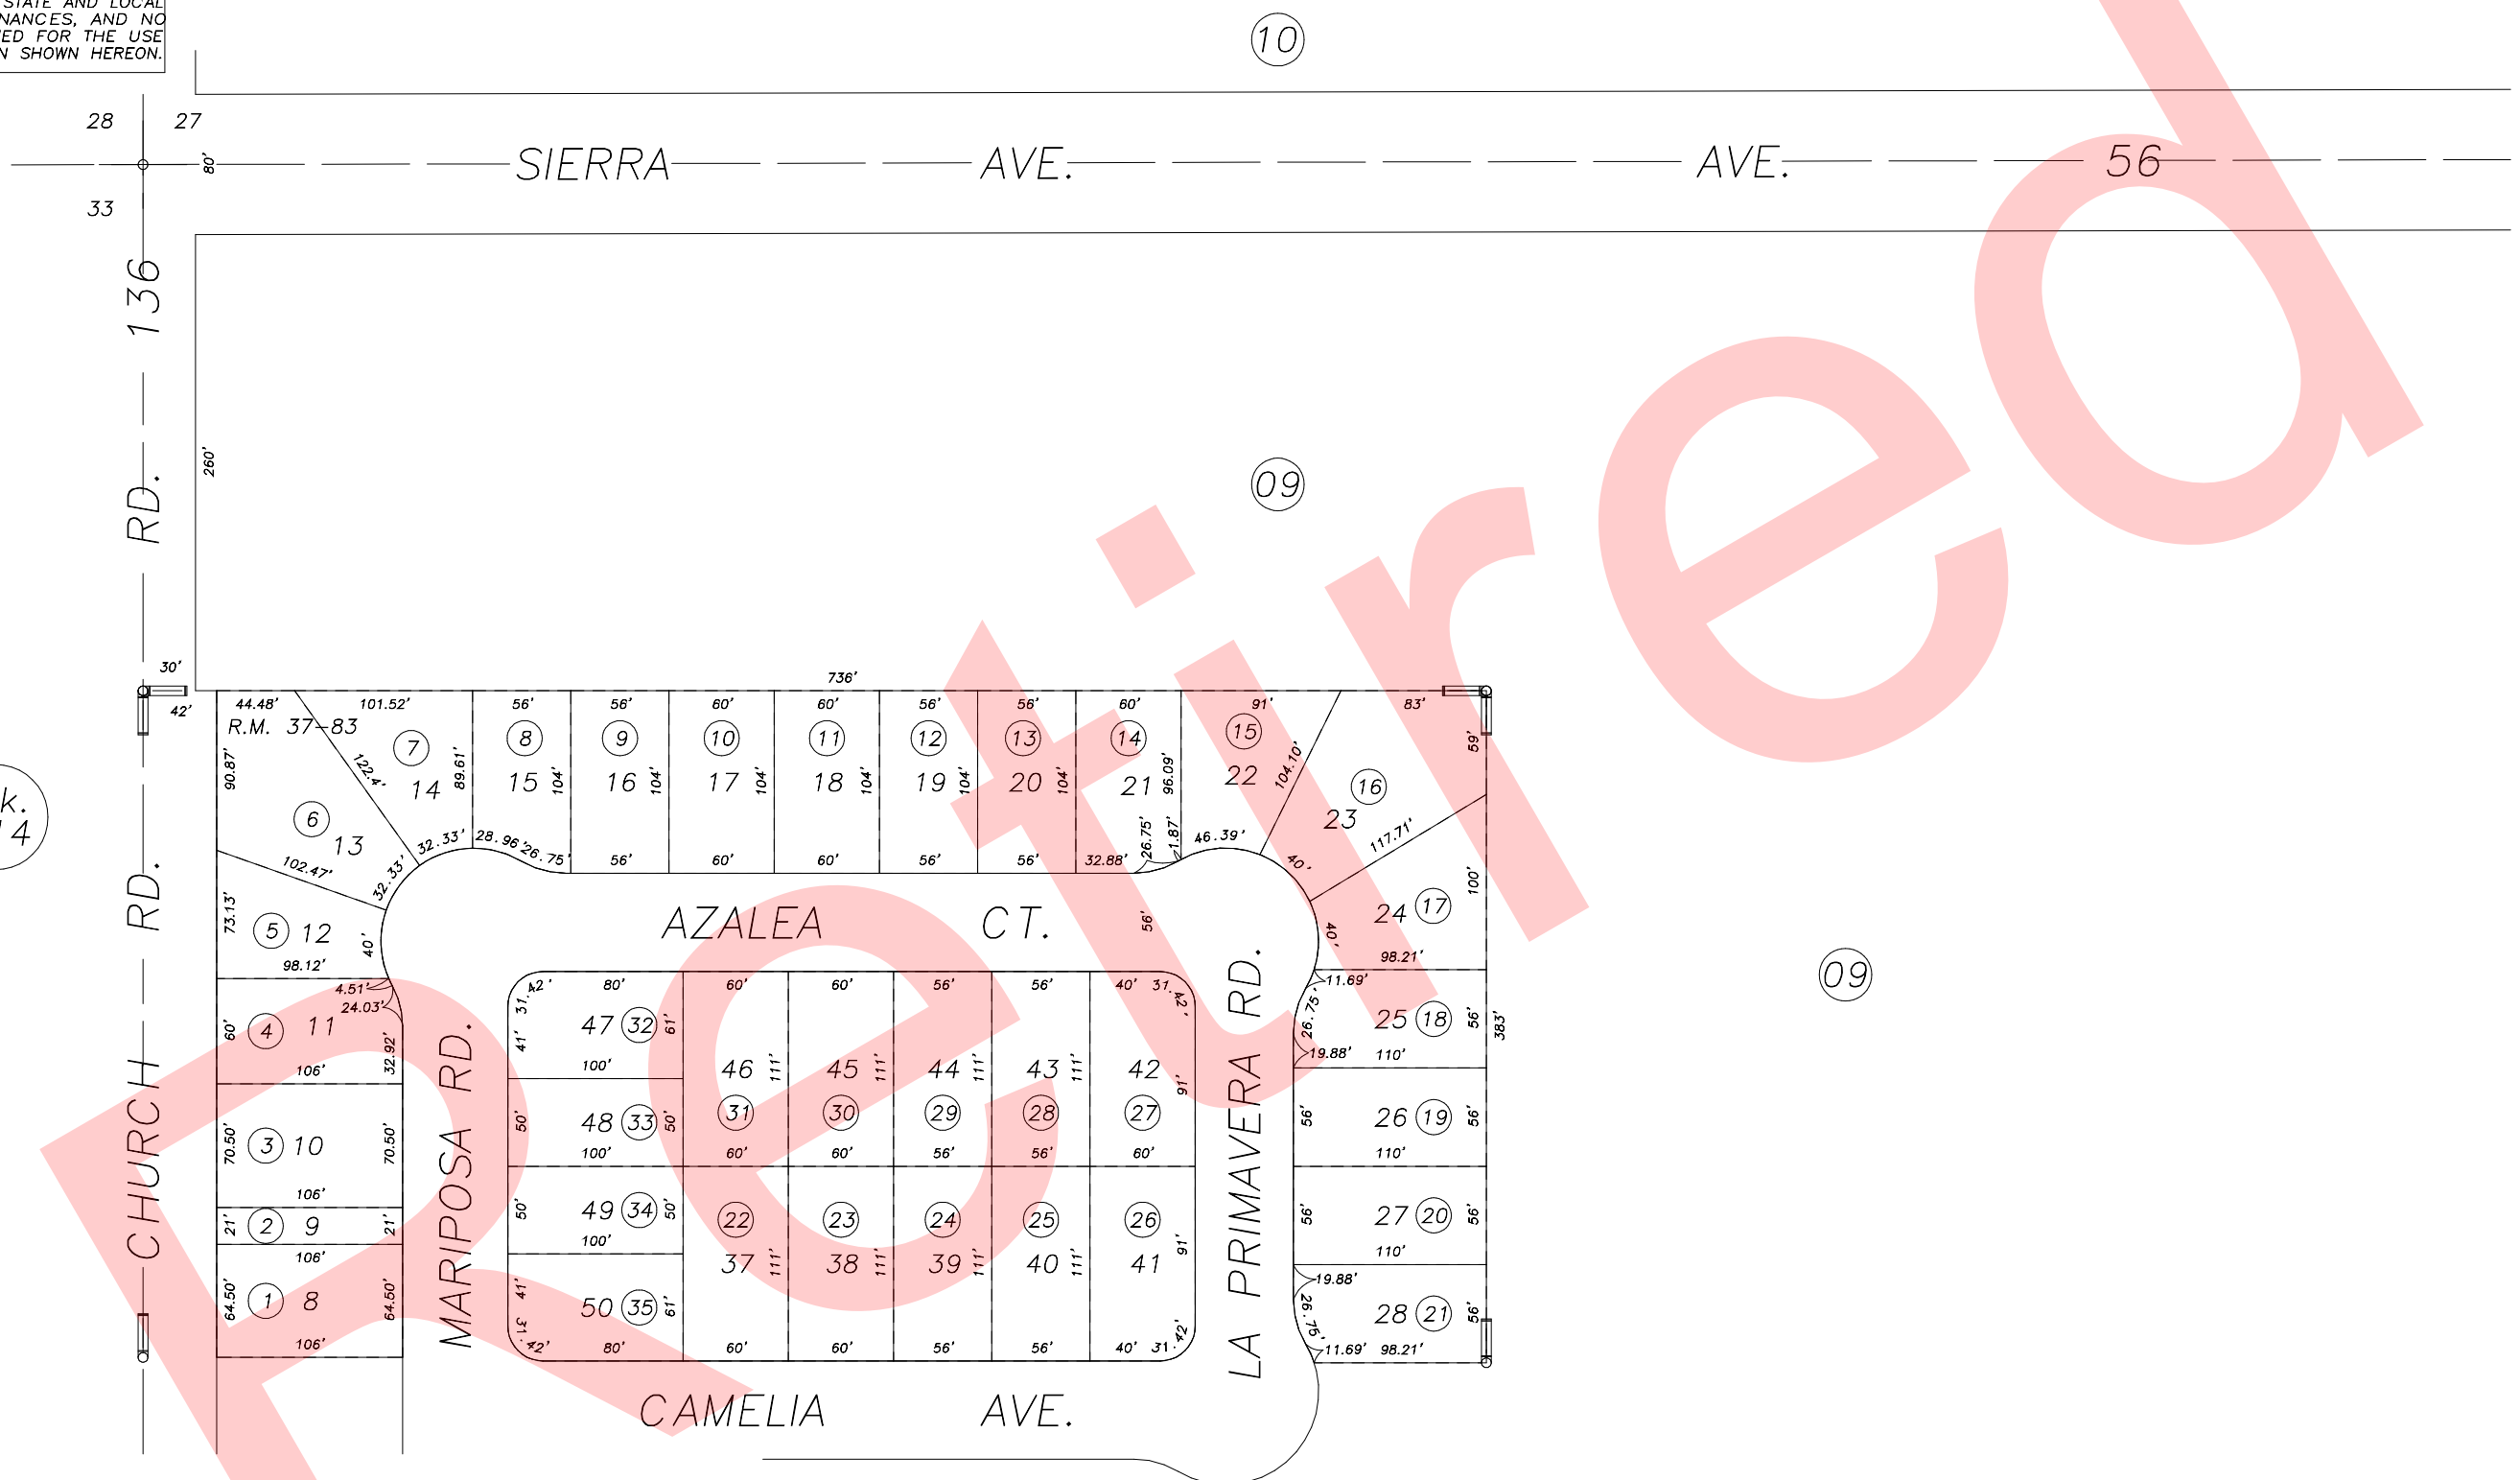 STATE AND LOCAL
NANCES, AND NO
ED FOR THE USE
N SHOWN HEREON.
10
28 27
80'
SIERRA AVE. AVE. 56
33
CHURCH RD. RD. 136
260'
09
30'
736'
42'
44.48' 101.52' 56' 56' 60' 60' 56' 56' 60' 91' 83'
R.M. 37-83
7 8 9 10 11 12 13 14 15
59'
90.87' 122.4' 89.61' 104' 104' 104' 104' 104' 104' 96.09' 104.10'
14 15 16 17 18 19 20 21 22
16
k.
14
6
13
23
117.71'
32.33' 28.96' 26.75' 56' 60' 60' 56' 56' 32.88' 26.75' 1.87' 46.39' 40'
102.47' 32.33'
100'
73.13'
5 12
40'
AZALEA CT.
56'
24 17
40'
98.12'
98.21'
4.51'
24.03'
11.69'
31.42' 80' 60' 60' 56' 56' 40' 31.42'
60' 4 11
32.92'
106'
41' 47 32 61'
100'
26.75' 25 18 56' 383'
19.88' 110'
46 111' 45 111' 44 111' 43 111' 42 91'
31 30 29 28 27
MARIPOSA RD.
LA PRIMAVERA RD.
70.50' 3 10 70.50'
106'
50' 48 33 50'
100' 60' 60' 56' 56' 60'
56' 26 19 56'
110'
21' 2 9 21'
106'
50' 49 34 50'
100'
22 23 24 25 26
37 111' 38 111' 39 111' 40 111' 41 91'
56' 27 20 56'
110'
64.50' 1 8 64.50'
106'
41' 50 35 61'
31.42' 80' 60' 60' 56' 56' 40' 31.42'
19.88'
26.75' 28 21 56'
11.69' 98.21'
CAMELIA AVE.
09
Retired